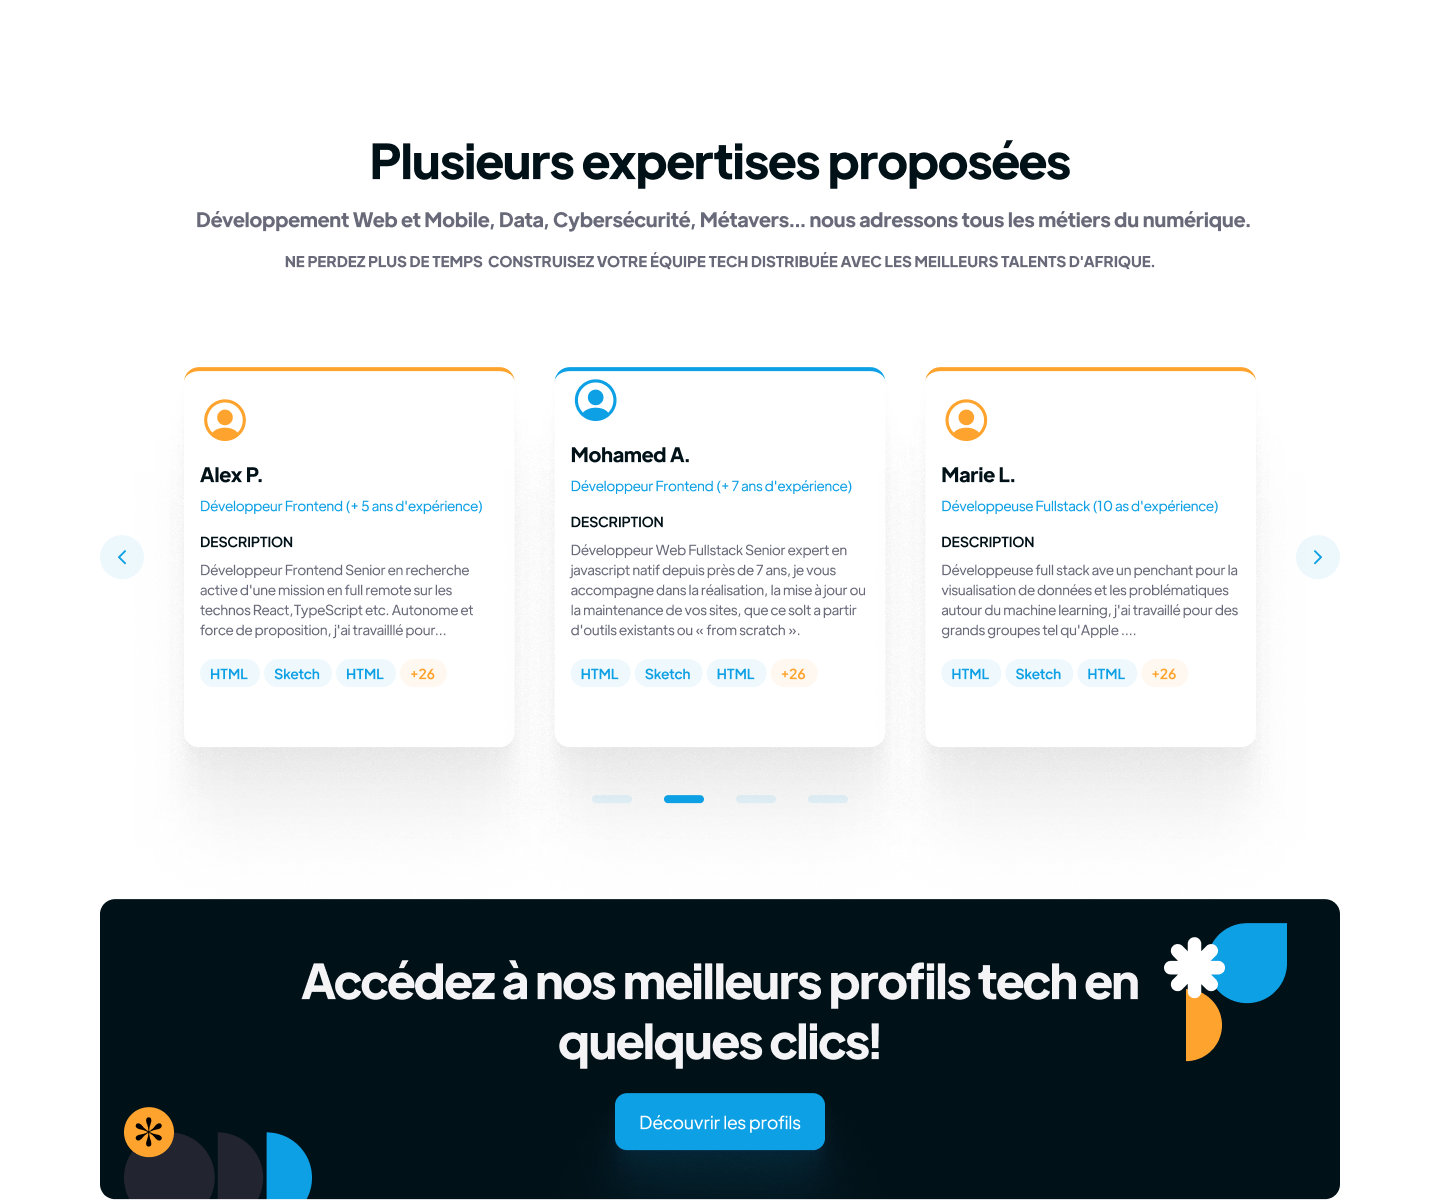 Plusieurs expertises proposées
Développement Web et Mobile, Data, Cybersécurité, Métavers... nous adressons tous les métiers du numérique.
NE PERDEZ PLUS DE TEMPS CONSTRUISEZ VOTRE ÉQUIPE TECH DISTRIBUÉE AVEC LES MEILLEURS TALENTS D'AFRIQUE.
Alex P.
Développeur Frontend (+ 5 ans d'expérience)
DESCRIPTION
Développeur Frontend Senior en recherche
active d'une mission en full remote sur les
technos React,TypeScript etc. Autonome et
force de proposition, j'ai travailllé pour...
HTML Sketch HTML +26
Mohamed A.
Développeur Frontend (+ 7 ans d'expérience)
DESCRIPTION
Développeur Web Fullstack Senior expert en
javascript natif depuis près de 7 ans, je vous
accompagne dans la réalisation, la mise à jour ou
la maintenance de vos sites, que ce solt a partir
d'outils existants ou « from scratch ».
HTML Sketch HTML +26
Marie L.
Développeuse Fullstack (10 as d'expérience)
DESCRIPTION
Développeuse full stack ave un penchant pour la
visualisation de données et les problématiques
autour du machine learning, j'ai travaillé pour des
grands groupes tel qu'Apple ....
HTML Sketch HTML +26
Accédez à nos meilleurs profils tech en
quelques clics!
Découvrir les profils